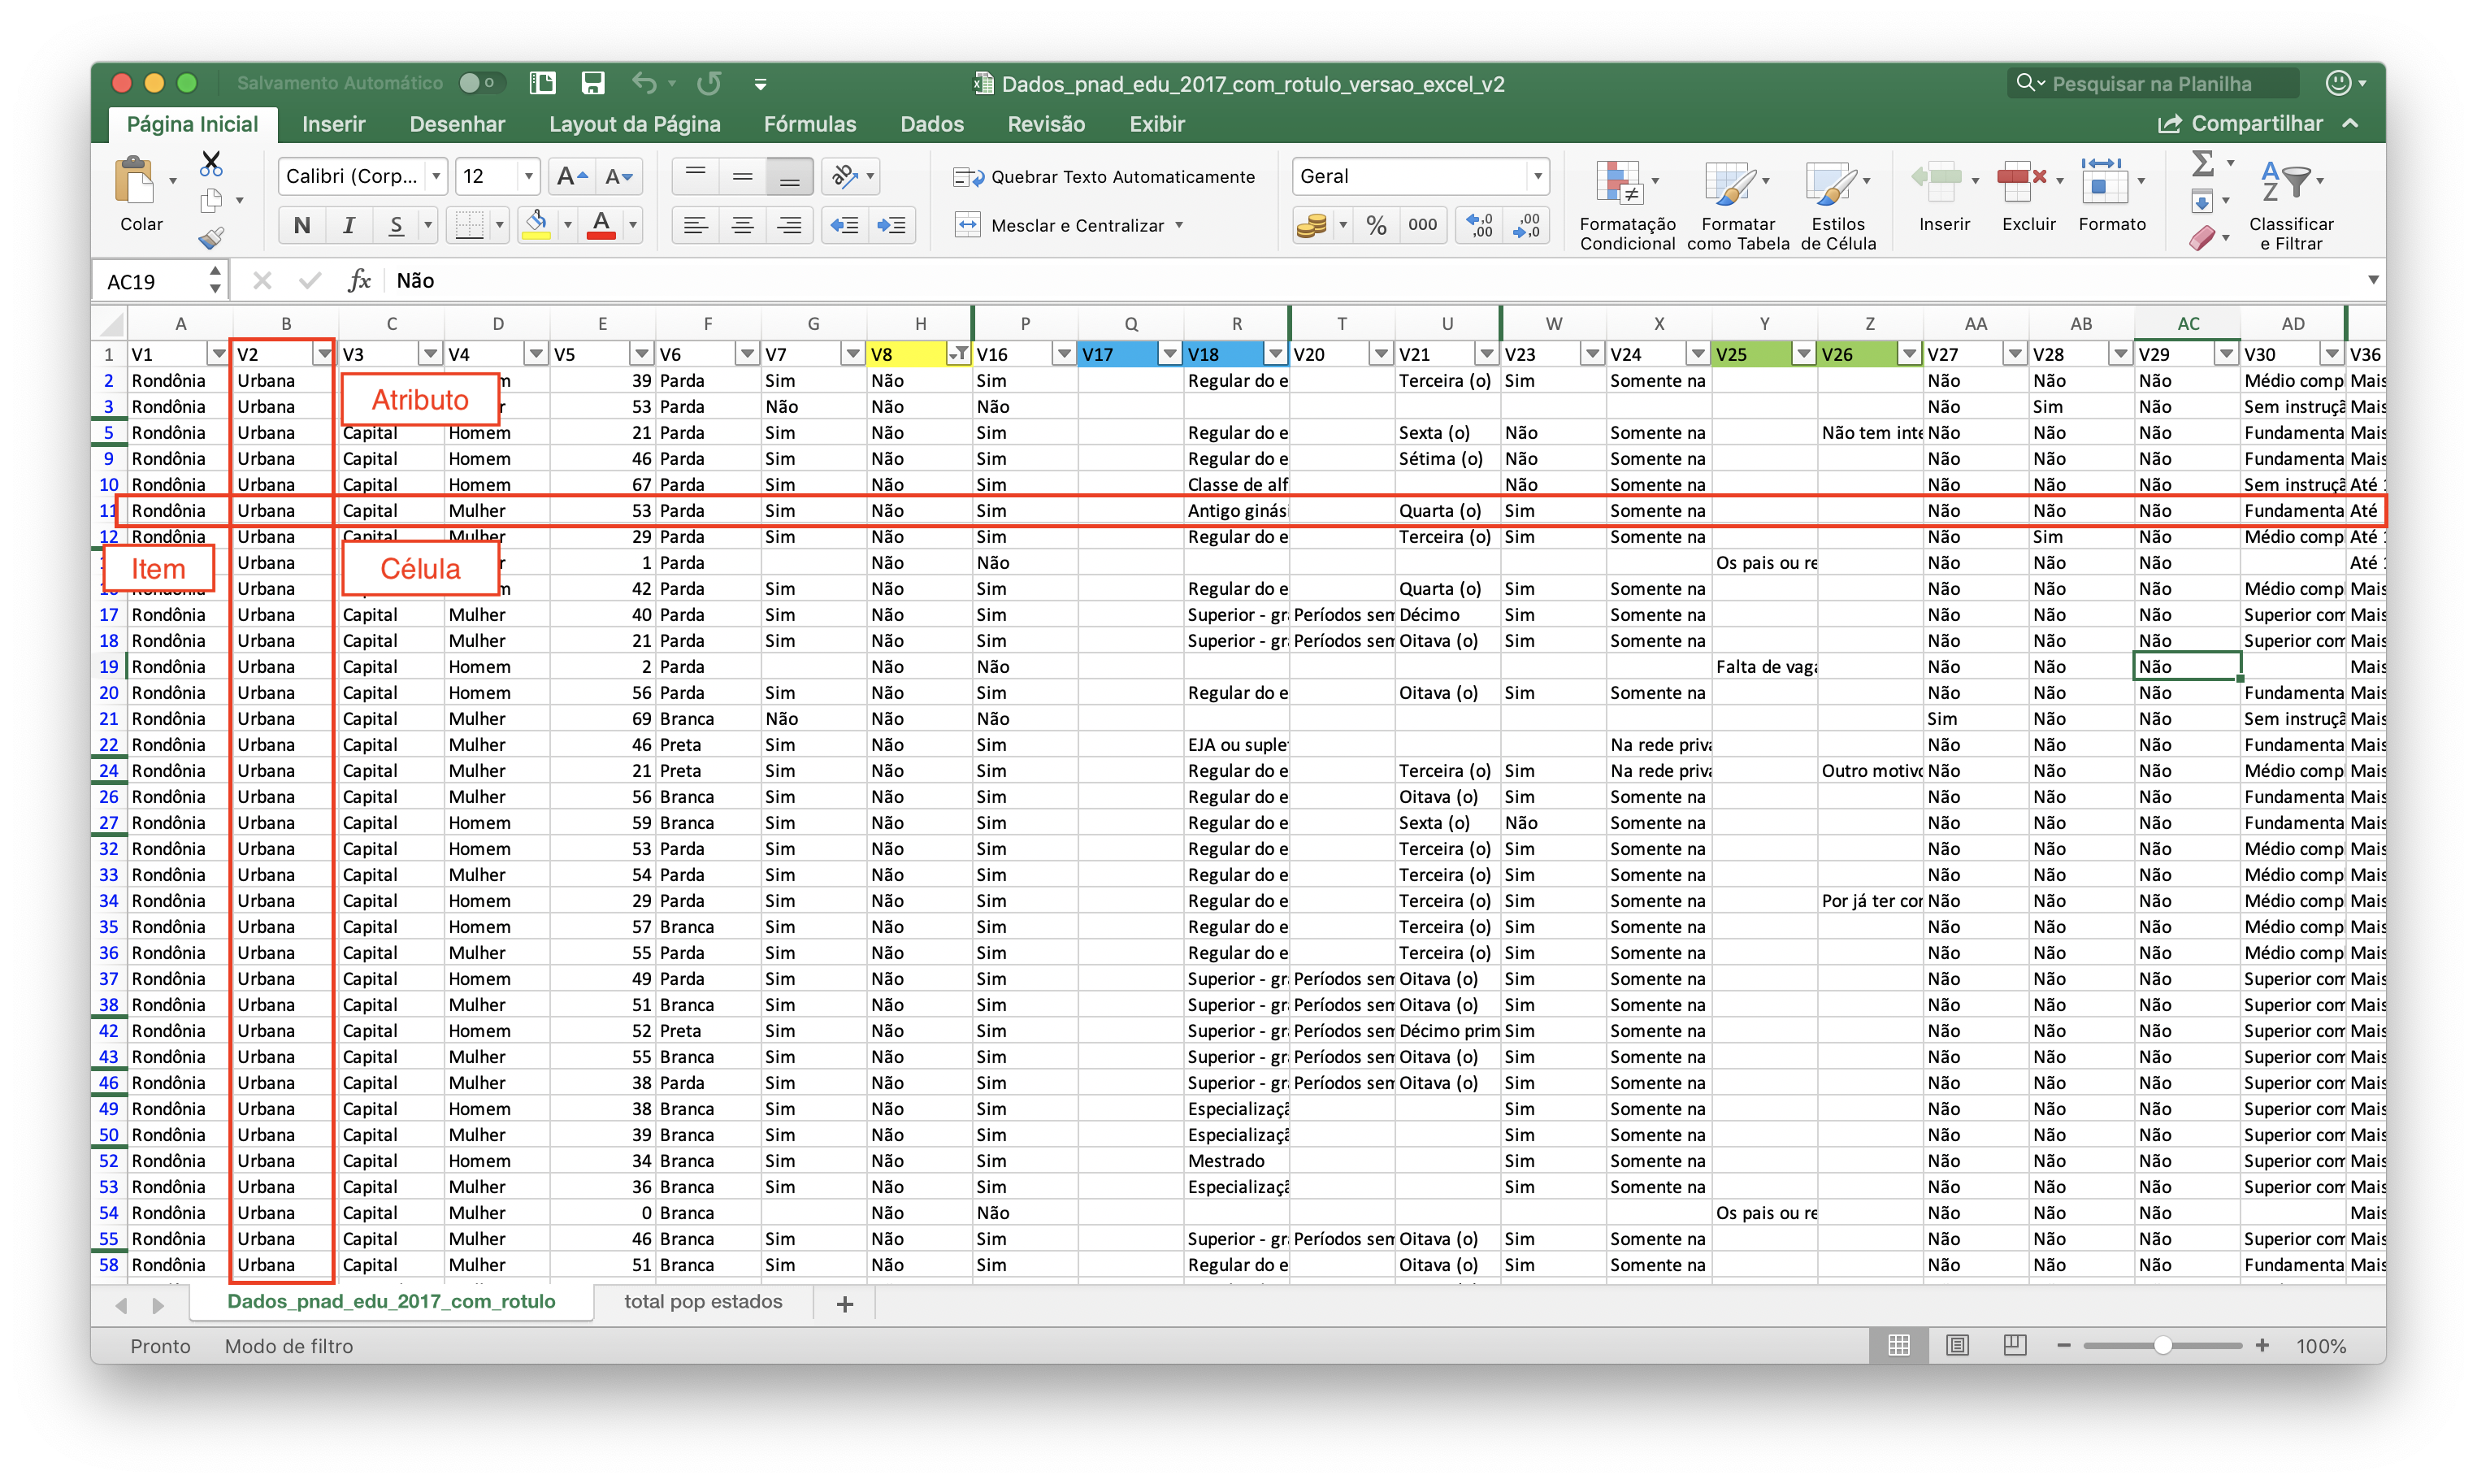 Salvamento Automático
Dados_pnad_edu_2017_com_rotulo_versao_excel_v2
Pesquisar na Planilha
Página Inicial Inserir Desenhar Layout da Página Fórmulas Dados Revisão Exibir Compartilhar
Colar
Calibri (Corp... 12
N I S
Quebrar Texto Automaticamente
Mesclar e Centralizar
Geral
% 000
Formatação Condicional
Formatar como Tabela
Estilos de Célula
Inserir Excluir Formato
Classificar e Filtrar
AC19 fx Não
A B C D E F G H P Q R T U W X Y Z AA AB AC AD
1 V1 V2 V3 V4 V5 V6 V7 V8 V16 V17 V18 V20 V21 V23 V24 V25 V26 V27 V28 V29 V30 V36
2 Rondônia Urbana 39 Parda Sim Não Sim Regular do e Terceira (o) Sim Somente na Não Não Não Médio comp Mais
Atributo
3 Rondônia Urbana 53 Parda Não Não Não Não Sim Não Sem instruçã Mais
5 Rondônia Urbana Capital Homem 21 Parda Sim Não Sim Regular do e Sexta (o) Não Somente na Não tem inte Não Não Não Fundamenta Mais
9 Rondônia Urbana Capital Homem 46 Parda Sim Não Sim Regular do e Sétima (o) Não Somente na Não Não Não Fundamenta Mais
10 Rondônia Urbana Capital Homem 67 Parda Sim Não Sim Classe de alf Não Somente na Não Não Não Sem instruçã Até
11 Rondônia Urbana Capital Mulher 53 Parda Sim Não Sim Antigo ginási Quarta (o) Sim Somente na Não Não Não Fundamenta Até
12 Rondônia Urbana Capital Mulher 29 Parda Sim Não Sim Regular do e Terceira (o) Sim Somente na Não Sim Não Médio comp Até
Item
Célula
Urbana 1 Parda Não Não Os pais ou re Não Não Não Até
Urbana 42 Parda Sim Não Sim Regular do e Quarta (o) Sim Somente na Não Não Não Médio comp Mais
17 Rondônia Urbana Capital Mulher 40 Parda Sim Não Sim Superior - gra Períodos sem Décimo Sim Somente na Não Não Não Superior com Mais
18 Rondônia Urbana Capital Mulher 21 Parda Sim Não Sim Superior - gra Períodos sem Oitava (o) Sim Somente na Não Não Não Superior com Mais
19 Rondônia Urbana Capital Homem 2 Parda Não Não Falta de vaga Não Não Não Mais
20 Rondônia Urbana Capital Homem 56 Parda Sim Não Sim Regular do e Oitava (o) Sim Somente na Não Não Não Fundamenta Mais
21 Rondônia Urbana Capital Mulher 69 Branca Não Não Não Sim Não Não Sem instruçã Mais
22 Rondônia Urbana Capital Mulher 46 Preta Sim Não Sim EJA ou suple Na rede priva Não Não Não Fundamenta Mais
24 Rondônia Urbana Capital Mulher 21 Preta Sim Não Sim Regular do e Terceira (o) Sim Na rede priva Outro motivo Não Não Não Médio comp Mais
26 Rondônia Urbana Capital Mulher 56 Branca Sim Não Sim Regular do e Oitava (o) Sim Somente na Não Não Não Fundamenta Mais
27 Rondônia Urbana Capital Homem 59 Branca Sim Não Sim Regular do e Sexta (o) Não Somente na Não Não Não Fundamenta Mais
32 Rondônia Urbana Capital Homem 53 Parda Sim Não Sim Regular do e Terceira (o) Sim Somente na Não Não Não Médio comp Mais
33 Rondônia Urbana Capital Mulher 54 Parda Sim Não Sim Regular do e Terceira (o) Sim Somente na Não Não Não Médio comp Mais
34 Rondônia Urbana Capital Homem 29 Parda Sim Não Sim Regular do e Terceira (o) Sim Somente na Por já ter cor Não Não Não Médio comp Mais
35 Rondônia Urbana Capital Homem 57 Branca Sim Não Sim Regular do e Terceira (o) Sim Somente na Não Não Não Médio comp Mais
36 Rondônia Urbana Capital Mulher 55 Parda Sim Não Sim Regular do e Terceira (o) Sim Somente na Não Não Não Médio comp Mais
37 Rondônia Urbana Capital Homem 49 Parda Sim Não Sim Superior - gra Períodos sem Oitava (o) Sim Somente na Não Não Não Superior com Mais
38 Rondônia Urbana Capital Mulher 51 Branca Sim Não Sim Superior - gra Períodos sem Oitava (o) Sim Somente na Não Não Não Superior com Mais
42 Rondônia Urbana Capital Homem 52 Preta Sim Não Sim Superior - gra Períodos sem Décimo prim Sim Somente na Não Não Não Superior com Mais
43 Rondônia Urbana Capital Mulher 55 Branca Sim Não Sim Superior - gra Períodos sem Oitava (o) Sim Somente na Não Não Não Superior com Mais
46 Rondônia Urbana Capital Mulher 38 Parda Sim Não Sim Superior - gra Períodos sem Oitava (o) Sim Somente na Não Não Não Superior com Mais
49 Rondônia Urbana Capital Homem 38 Branca Sim Não Sim Especializaçã Sim Somente na Não Não Não Superior com Mais
50 Rondônia Urbana Capital Mulher 39 Branca Sim Não Sim Especializaçã Sim Somente na Não Não Não Superior com Mais
52 Rondônia Urbana Capital Homem 34 Branca Sim Não Sim Mestrado Sim Somente na Não Não Não Superior com Mais
53 Rondônia Urbana Capital Mulher 36 Branca Sim Não Sim Especializaçã Sim Somente na Não Não Não Superior com Mais
54 Rondônia Urbana Capital Mulher 0 Branca Não Não Os pais ou re Não Não Não Mais
55 Rondônia Urbana Capital Mulher 46 Branca Sim Não Sim Superior - gra Períodos sem Oitava (o) Sim Somente na Não Não Não Superior com Mais
58 Rondônia Urbana Capital Mulher 51 Branca Sim Não Sim Regular do e Oitava (o) Sim Somente na Não Não Não Fundamenta Mais
Dados_pnad_edu_2017_com_rotulo total pop estados +
Pronto Modo de filtro 100%